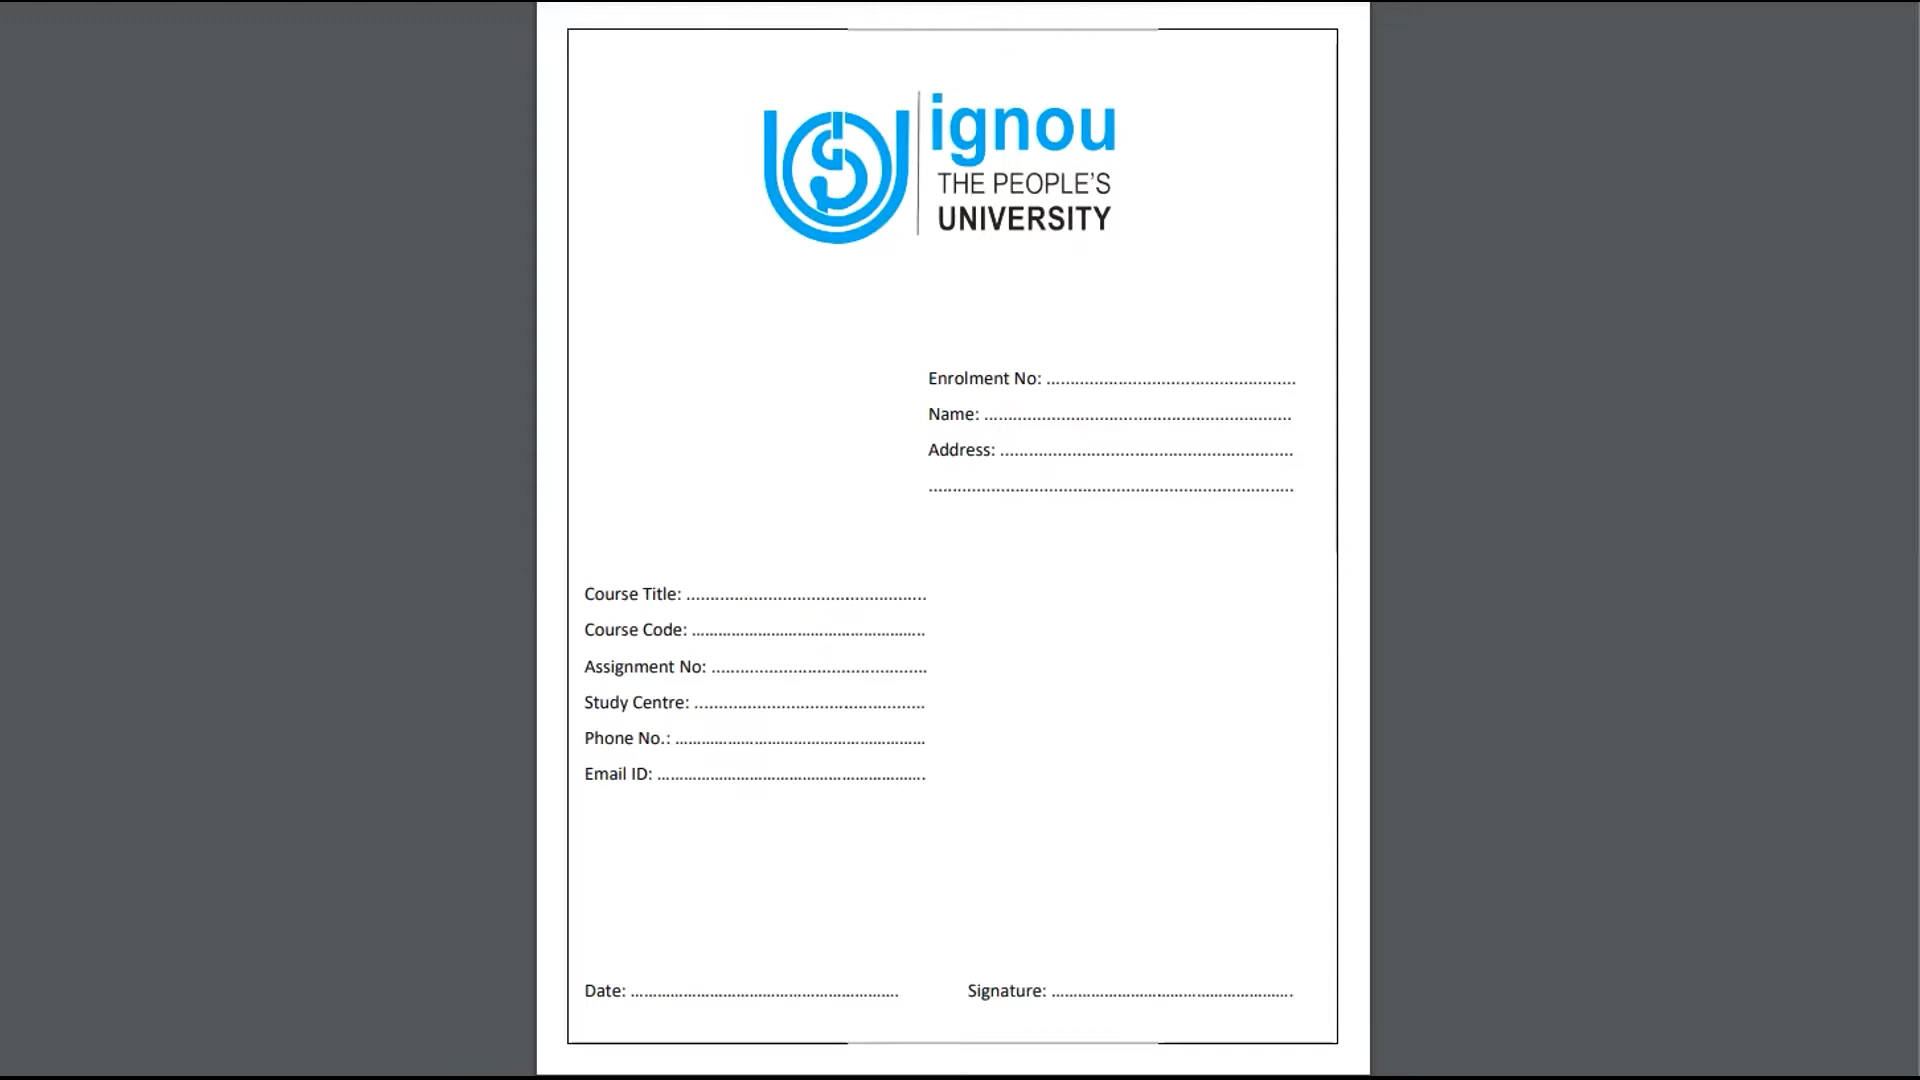 ignou
THE PEOPLE'S
UNIVERSITY
Enrolment No: ....................................................
Name: ................................................................
Address: .............................................................
............................................................................
Course Title: ..................................................
Course Code: .....................................................
Assignment No: .............................................
Study Centre: ................................................
Phone No.: .........................................................
Email ID: .............................................................
Date: .............................................................
Signature: .......................................................